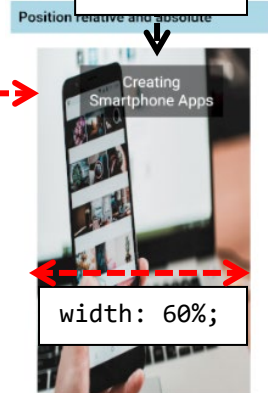 Position relative and absolute
Creating
Smartphone Apps
width: 60%;